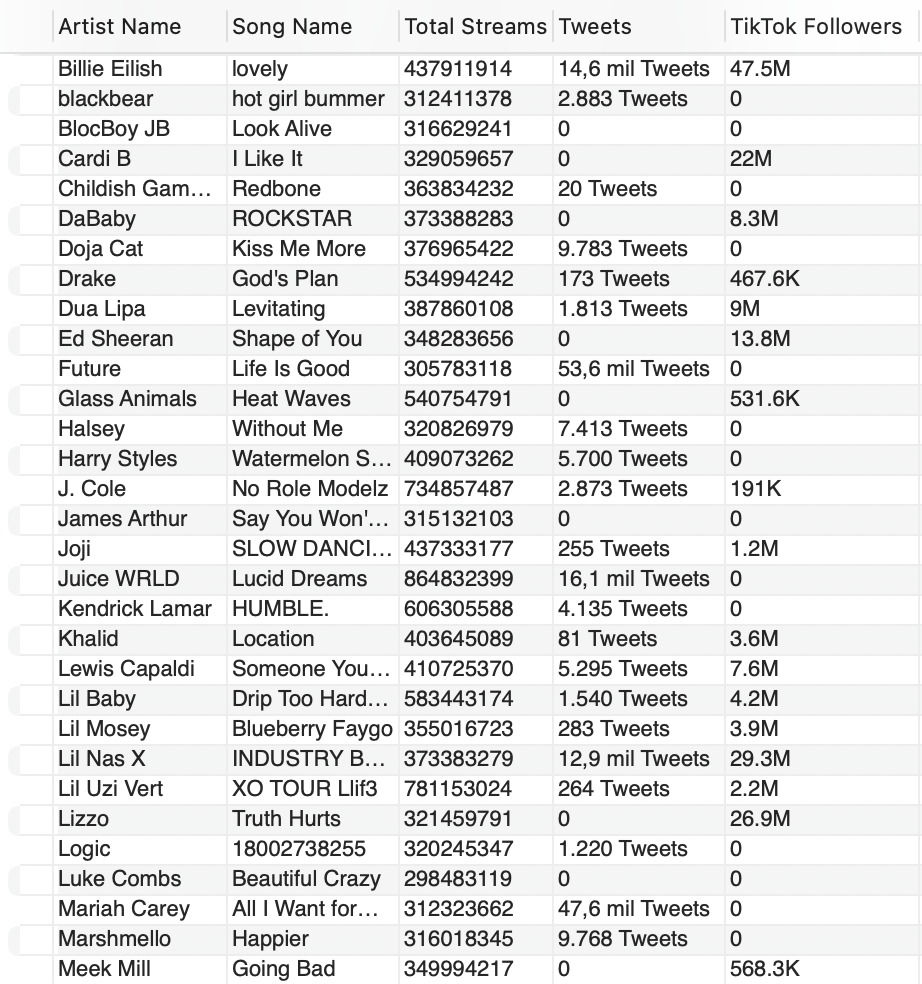 Artist Name Song Name Total Streams Tweets TikTok Followers
Billie Eilish lovely 437911914 14,6 mil Tweets 47.5M
blackbear hot girl bummer 312411378 2.883 Tweets 0
BlocBoy JB Look Alive 316629241 0 0
Cardi B I Like It 329059657 0 22M
Childish Gam... Redbone 363834232 20 Tweets 0
DaBaby ROCKSTAR 373388283 0 8.3M
Doja Cat Kiss Me More 376965422 9.783 Tweets 0
Drake God's Plan 534994242 173 Tweets 467.6K
Dua Lipa Levitating 387860108 1.813 Tweets 9M
Ed Sheeran Shape of You 348283656 0 13.8M
Future Life Is Good 305783118 53,6 mil Tweets 0
Glass Animals Heat Waves 540754791 0 531.6K
Halsey Without Me 320826979 7.413 Tweets 0
Harry Styles Watermelon S... 409073262 5.700 Tweets 0
J. Cole No Role Modelz 734857487 2.873 Tweets 191K
James Arthur Say You Won'... 315132103 0 0
Joji SLOW DANCI... 437333177 255 Tweets 1.2M
Juice WRLD Lucid Dreams 864832399 16,1 mil Tweets 0
Kendrick Lamar HUMBLE. 606305588 4.135 Tweets 0
Khalid Location 403645089 81 Tweets 3.6M
Lewis Capaldi Someone You... 410725370 5.295 Tweets 7.6M
Lil Baby Drip Too Hard... 583443174 1.540 Tweets 4.2M
Lil Mosey Blueberry Faygo 355016723 283 Tweets 3.9M
Lil Nas X INDUSTRY B... 373383279 12,9 mil Tweets 29.3M
Lil Uzi Vert XO TOUR Llif3 781153024 264 Tweets 2.2M
Lizzo Truth Hurts 321459791 0 26.9M
Logic 18002738255 320245347 1.220 Tweets 0
Luke Combs Beautiful Crazy 298483119 0 0
Mariah Carey All I Want for... 312323662 47,6 mil Tweets 0
Marshmello Happier 316018345 9.768 Tweets 0
Meek Mill Going Bad 349994217 0 568.3K